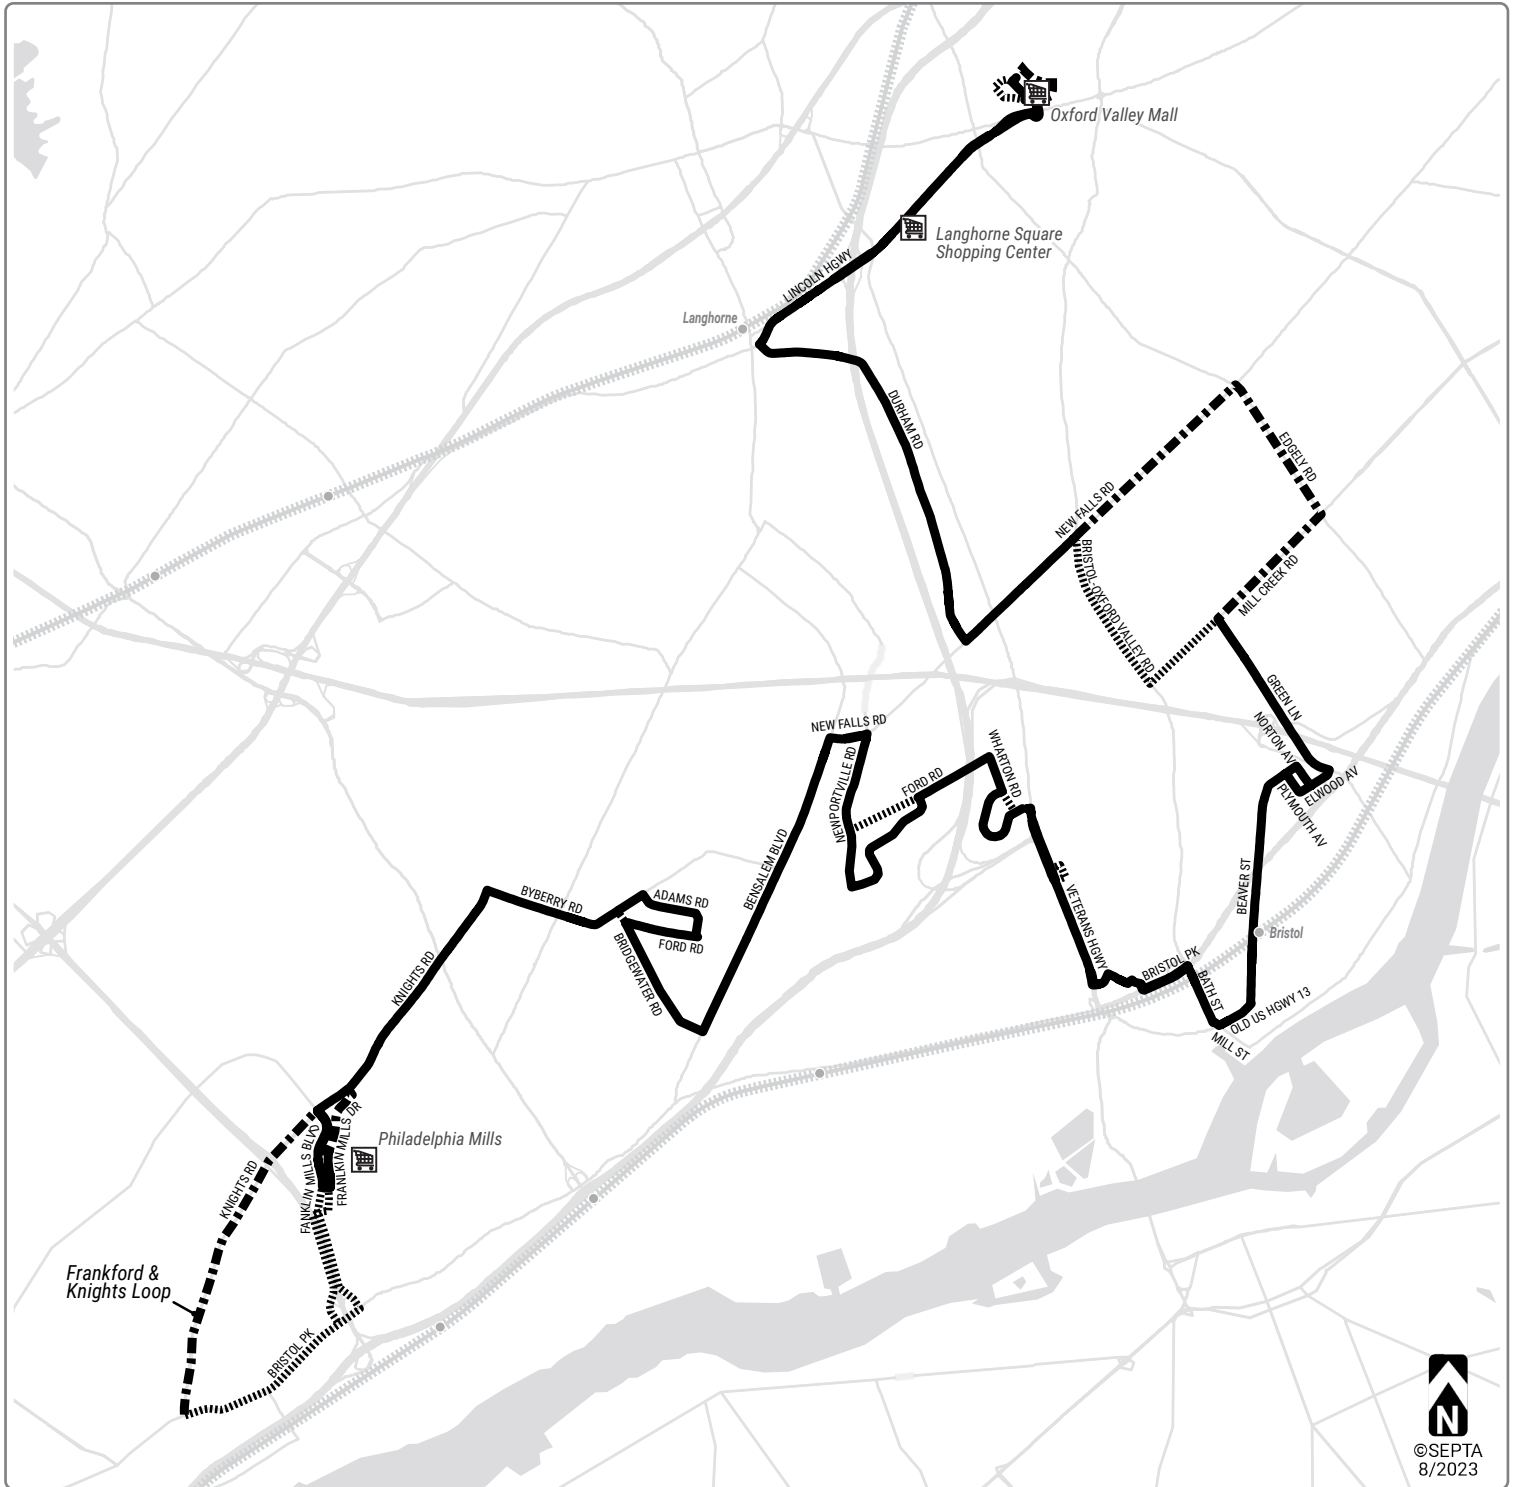 Oxford Valley Mall
Langhorne Square
Shopping Center
LINCOLN HGWY
Langhorne
DURHAM RD
EDGELY RD
NEW FALLS RD
BRISTOL-OXFORD VALLEY RD
MILL CREEK RD
GREEN LN
NORTON AV
NEW FALLS RD
WHARTON RD
NEWPORTVILLE RD
FORD RD
ELWOOD AV
PLYMOUTH AV
BENSALEM BLVD
BEAVER ST
BYBERRY RD
ADAMS RD
VETERANS HGWY
FORD RD
Bristol
BRIDGEWATER RD
KNIGHTS RD
BRISTOL PK
BATH ST
OLD US HGWY 13
MILL ST
FRANLKIN MILLS DR
FANKLIN MILLS BLVD
Philadelphia Mills
KNIGHTS RD
Frankford &
Knights Loop
BRISTOL PK
N
©SEPTA
8/2023